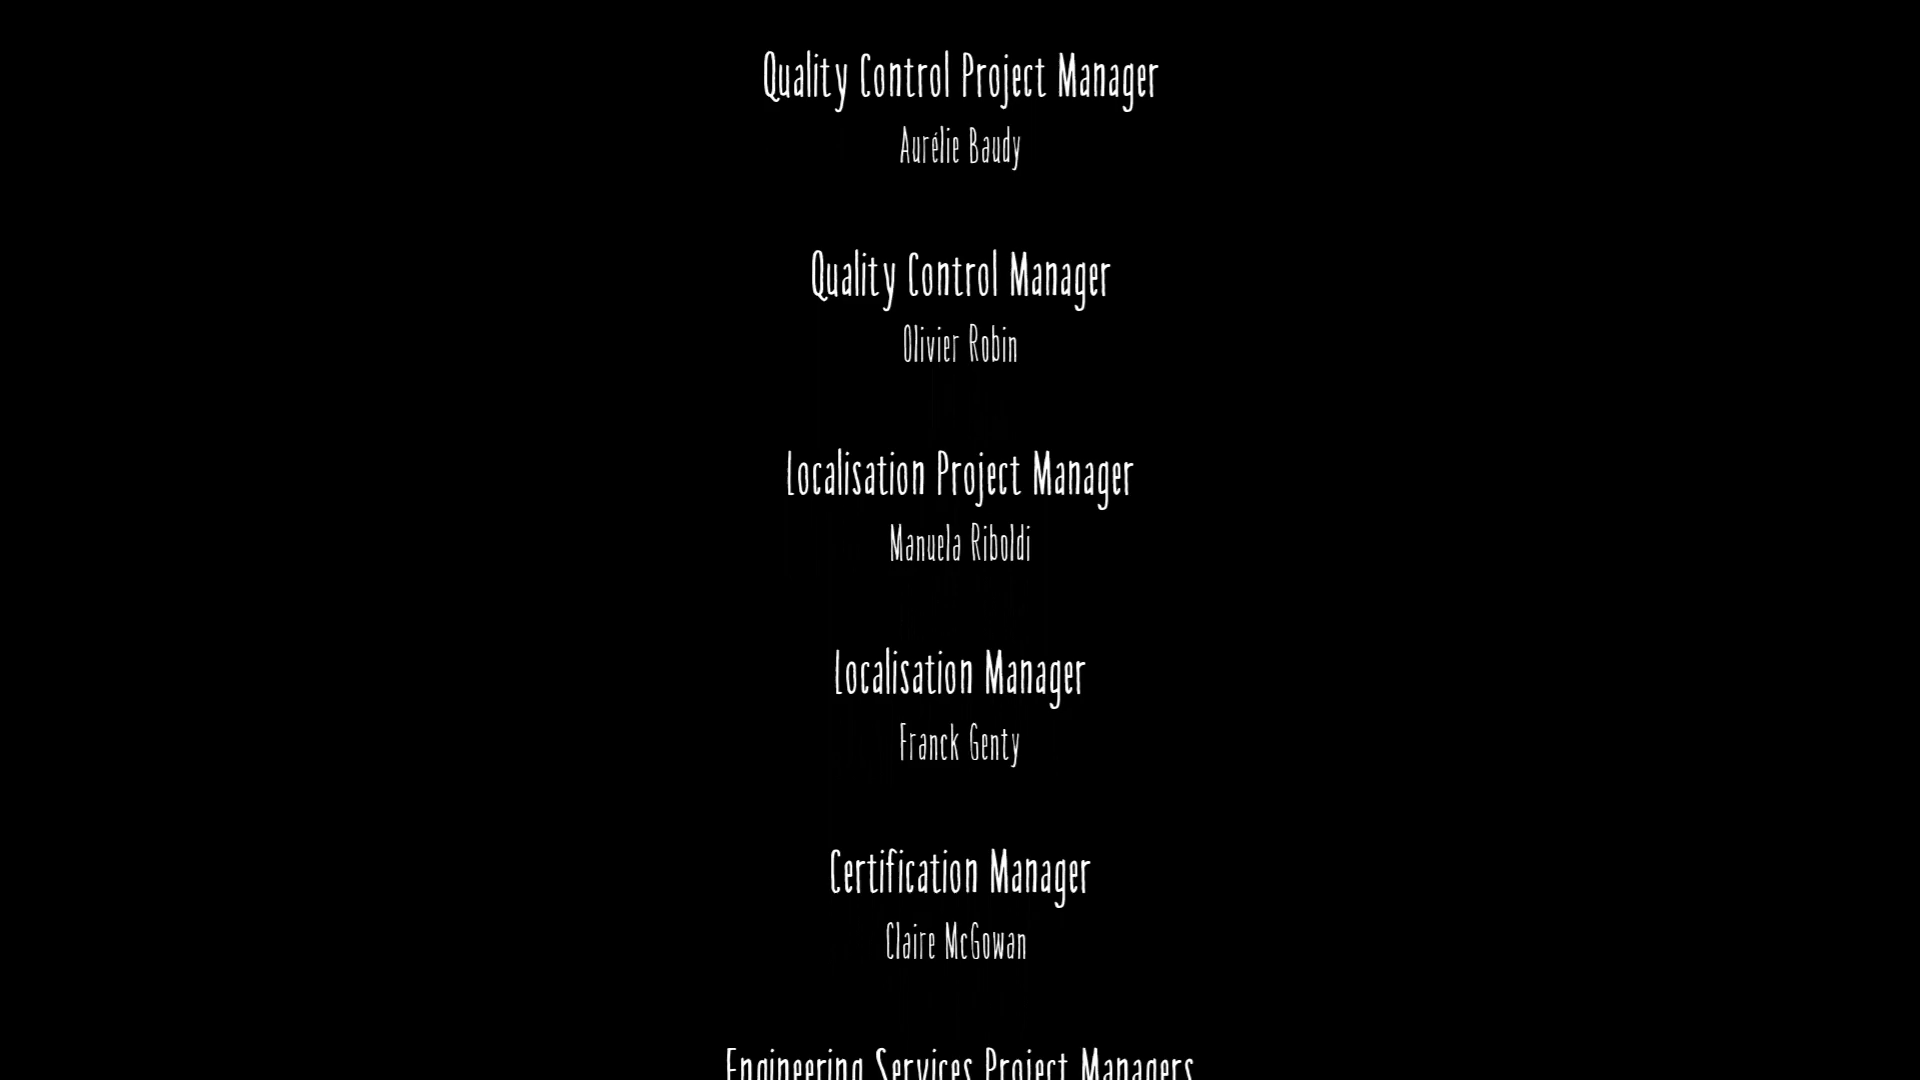 Quality Control Project Manager
Aurélie Baudy
Quality Control Manager
Olivier Robin
Localisation Project Manager
Manuela Riboldi
Localisation Manager
Franck Genty
Certification Manager
Claire McGowan
Engineering Services Project Managers